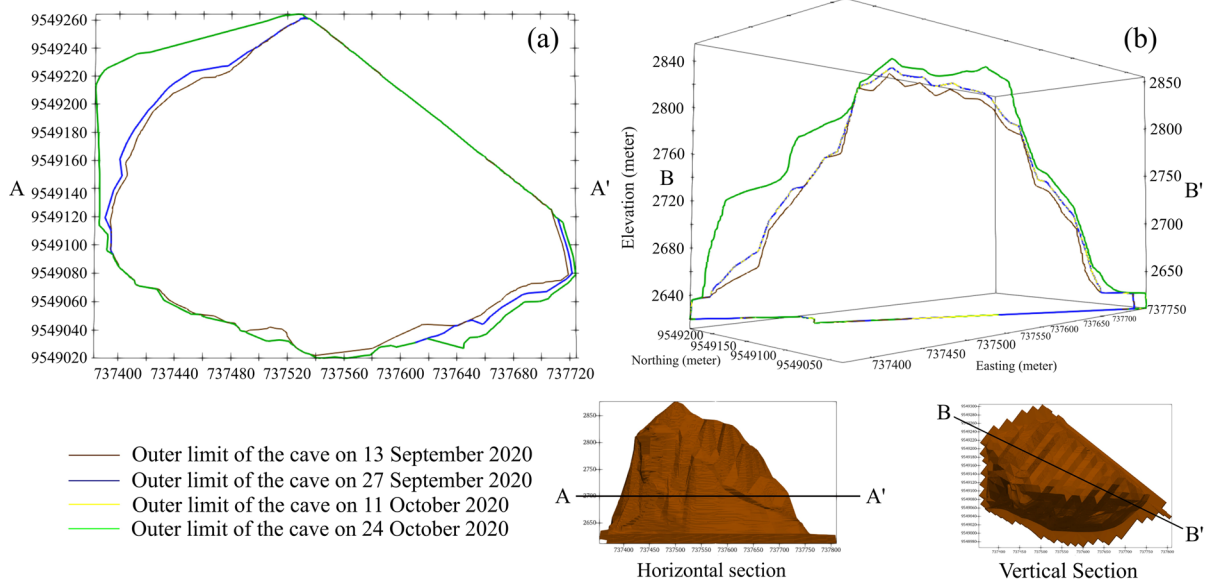 (a)
9549260
9549240
9549220
9549200
9549180
9549160
9549140
9549120
9549100
9549080
9549060
9549040
9549020
A
A'
737400 737440 737480 737520 737560 737600 737640 737680 737720
(b)
Elevation (meter)
2840
2800
2760
2720
2680
2640
B
B'
2850
2800
2750
2700
2650
9549200
9549150
9549100
9549050
Northing (meter)
737400
737450
737500
737550
737600
737650
737700
737750
Easting (meter)
Outer limit of the cave on 13 September 2020
Outer limit of the cave on 27 September 2020
Outer limit of the cave on 11 October 2020
Outer limit of the cave on 24 October 2020
2850
2800
2750
2700
2650
A
A'
737400 737450 737500 737550 737600 737650 737700 737750 737800
Horizontal section
B
B'
Vertical Section